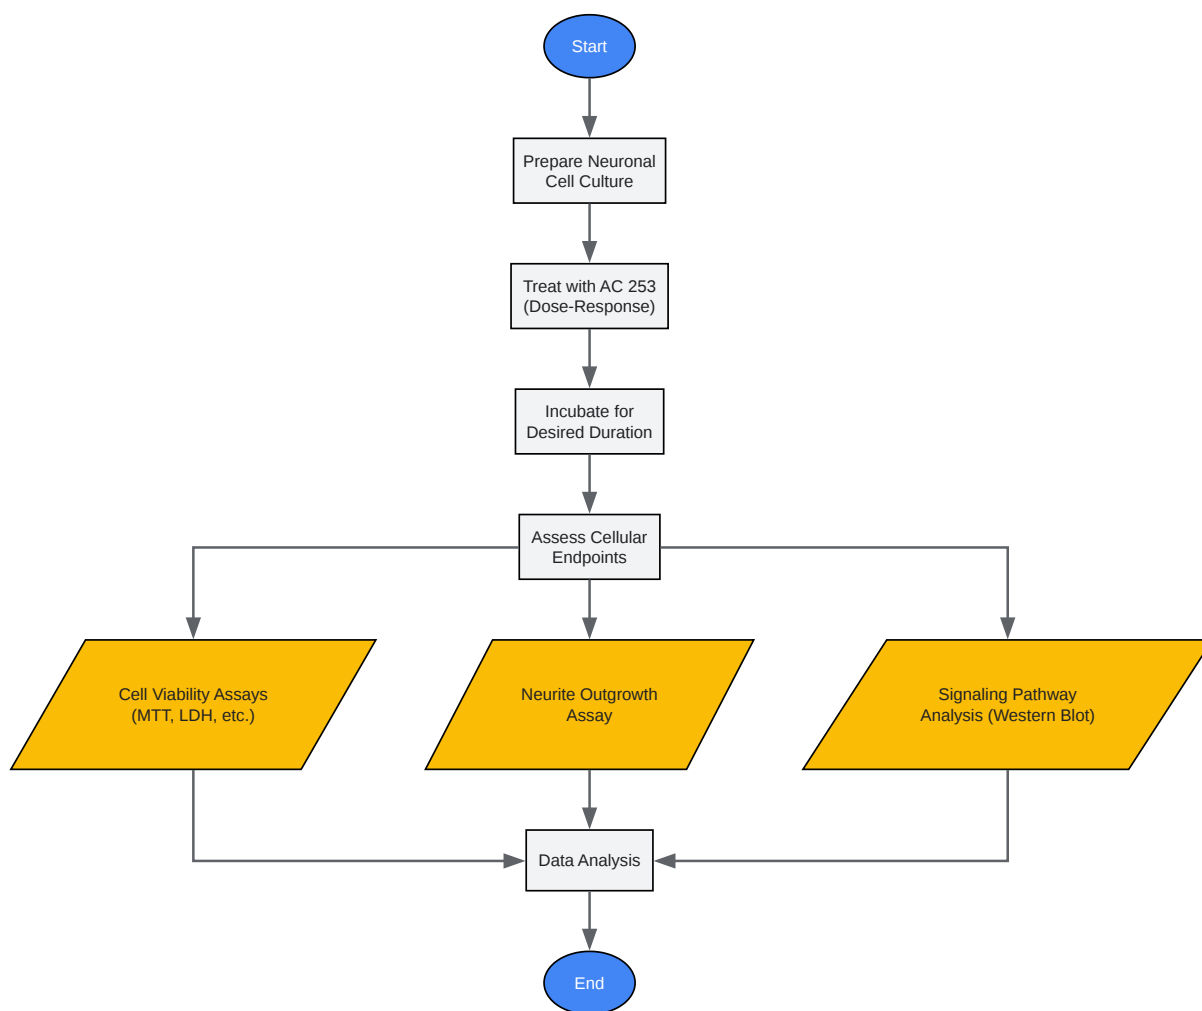 Start
Prepare Neuronal
Cell Culture
Treat with AC 253
(Dose-Response)
Incubate for
Desired Duration
Assess Cellular
Endpoints
Cell Viability Assays
(MTT, LDH, etc.)
Neurite Outgrowth
Assay
Signaling Pathway
Analysis (Western Blot)
Data Analysis
End